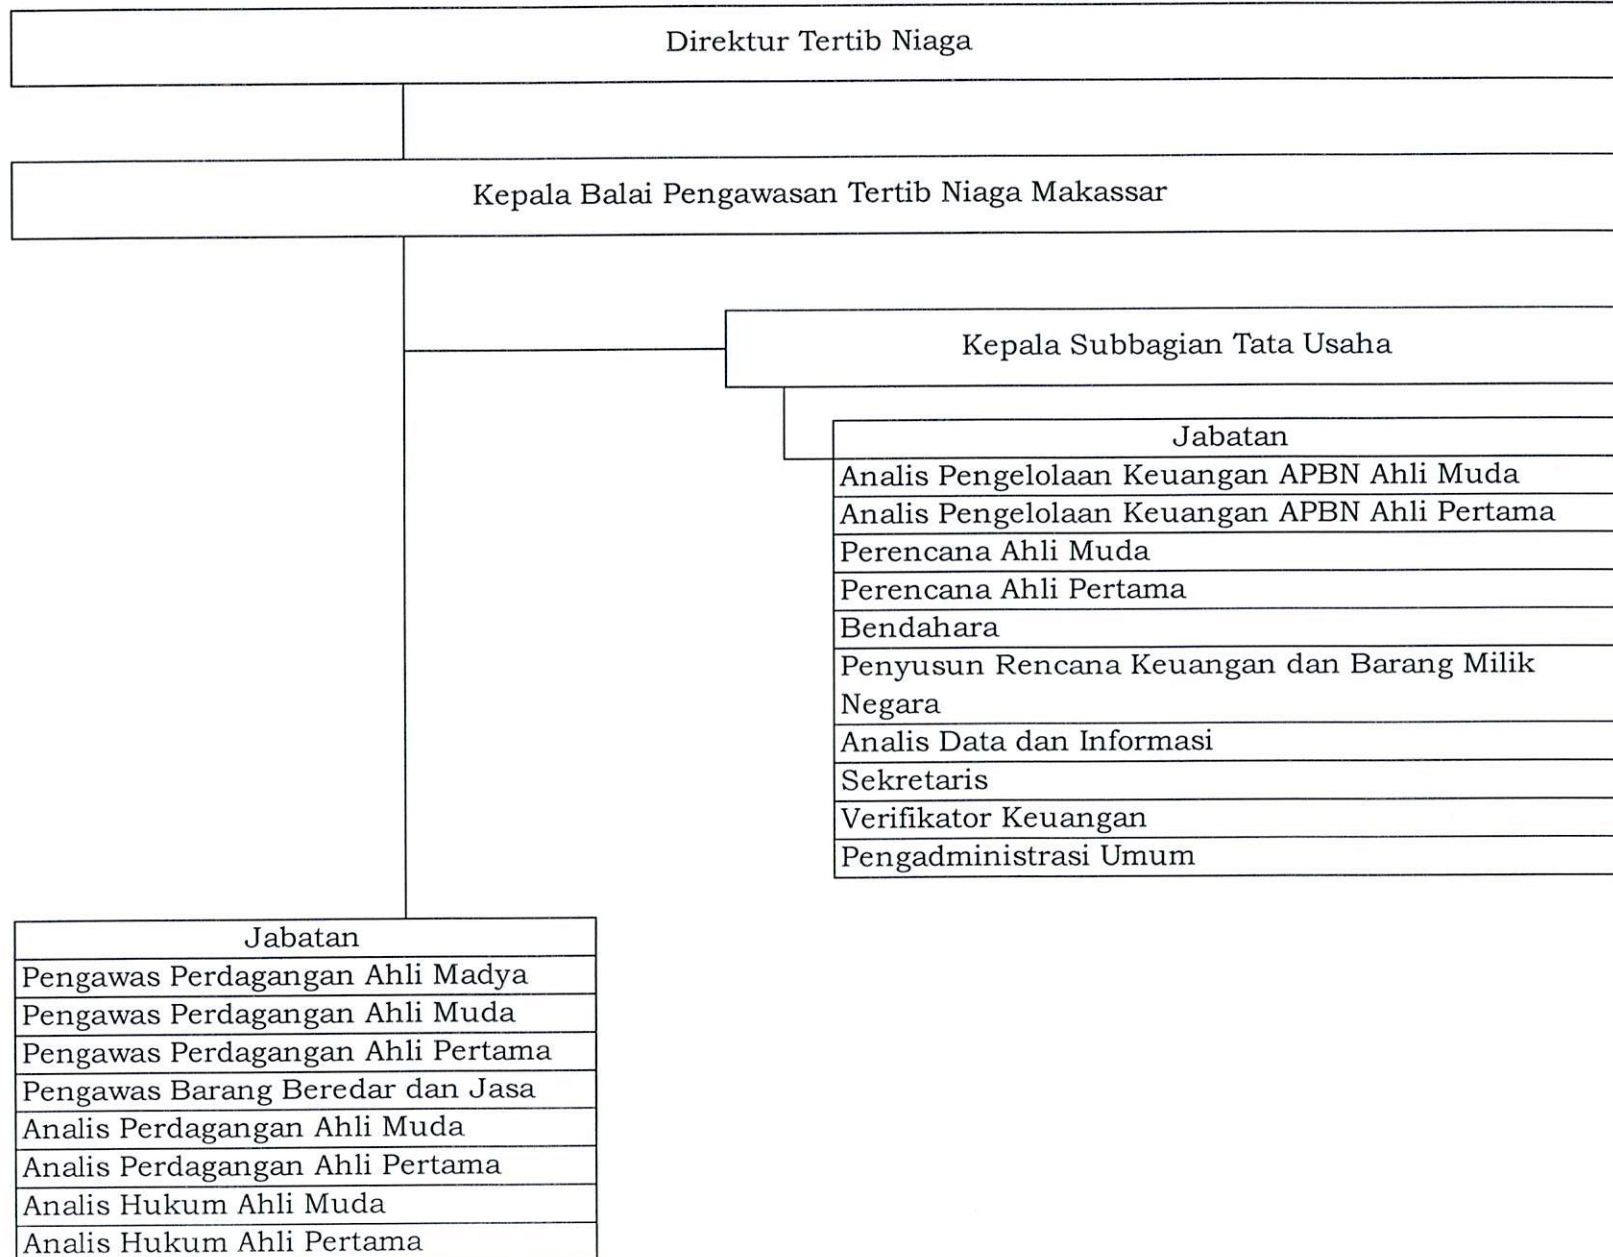 Direktur Tertib Niaga
Kepala Balai Pengawasan Tertib Niaga Makassar
Kepala Subbagian Tata Usaha
Jabatan
Analis Pengelolaan Keuangan APBN Ahli Muda
Analis Pengelolaan Keuangan APBN Ahli Pertama
Perencana Ahli Muda
Perencana Ahli Pertama
Bendahara
Penyusun Rencana Keuangan dan Barang Milik
Negara
Analis Data dan Informasi
Sekretaris
Verifikator Keuangan
Pengadministrasi Umum
Jabatan
Pengawas Perdagangan Ahli Madya
Pengawas Perdagangan Ahli Muda
Pengawas Perdagangan Ahli Pertama
Pengawas Barang Beredar dan Jasa
Analis Perdagangan Ahli Muda
Analis Perdagangan Ahli Pertama
Analis Hukum Ahli Muda
Analis Hukum Ahli Pertama